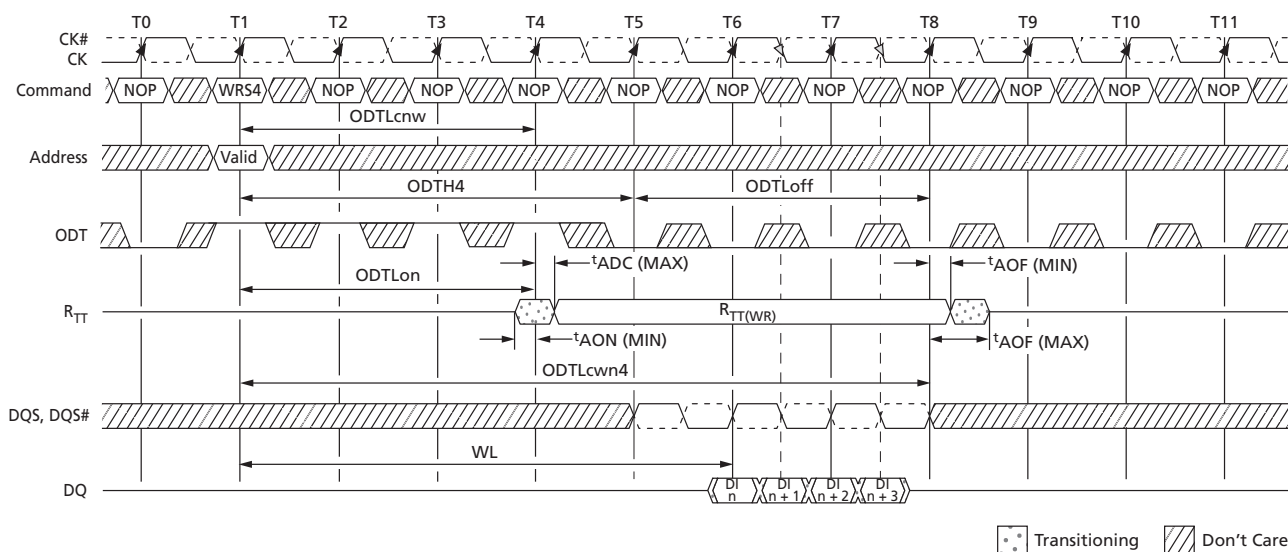 T0 T1 T2 T3 T4 T5 T6 T7 T8 T9 T10 T11
CK#
CK
Command NOP WRS4 NOP NOP NOP NOP NOP NOP NOP NOP NOP NOP
ODTLcnw
Address Valid
ODTH4 ODTLoff
ODT
tADC (MAX) tAOF (MIN)
ODTLon
RTT RTT(WR)
tAON (MIN) tAOF (MAX)
ODTLcwn4
DQS, DQS#
WL
DQ DI n DI n + 1 DI n + 2 DI n + 3
Transitioning Don't Care